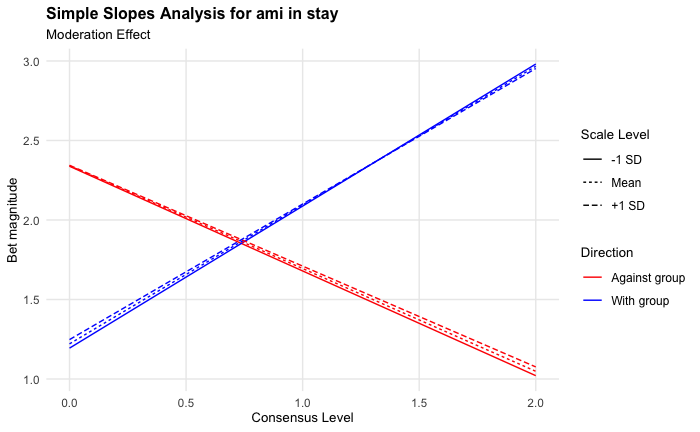 Simple Slopes Analysis for ami in stay
Moderation Effect
3.0
2.5
2.0
1.5
1.0
Bet magnitude
0.0 0.5 1.0 1.5 2.0
Consensus Level
Scale Level
-1 SD
Mean
+1 SD
Direction
Against group
With group